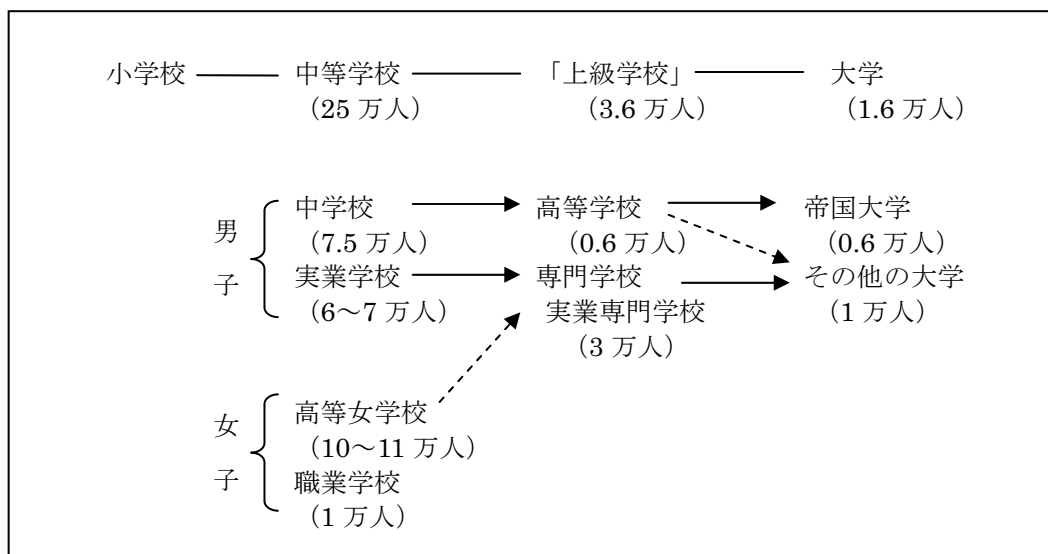 小学校 中等学校 「上級学校」 大学
（25 万人） （3.6 万人） （1.6 万人）
中学校 高等学校 帝国大学
男 （7.5 万人） （0.6 万人） （0.6 万人）
子 実業学校 専門学校 その他の大学
（6～7 万人） 実業専門学校 （1 万人）
（3 万人）
女 高等女学校
（10～11 万人）
子 職業学校
（1 万人）